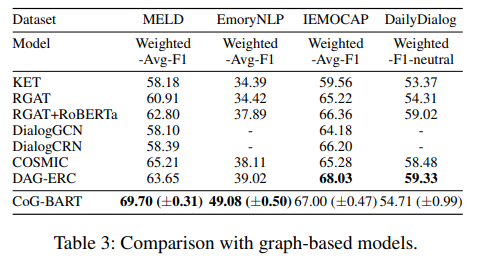 Dataset MELD EmoryNLP IEMOCAP DailyDialog
Model Weighted Weighted Weighted Weighted
-Avg-F1 -Avg-F1 -Avg-F1 -F1-neutral
KET 58.18 34.39 59.56 53.37
RGAT 60.91 34.42 65.22 54.31
RGAT+RoBERTa 62.80 37.89 66.36 59.02
DialogGCN 58.10 - 64.18 -
DialogCRN 58.39 - 66.20 -
COSMIC 65.21 38.11 65.28 58.48
DAG-ERC 63.65 39.02 68.03 59.33
CoG-BART 69.70 (±0.31) 49.08 (±0.50) 67.00 (±0.47) 54.71 (±0.99)
Table 3: Comparison with graph-based models.